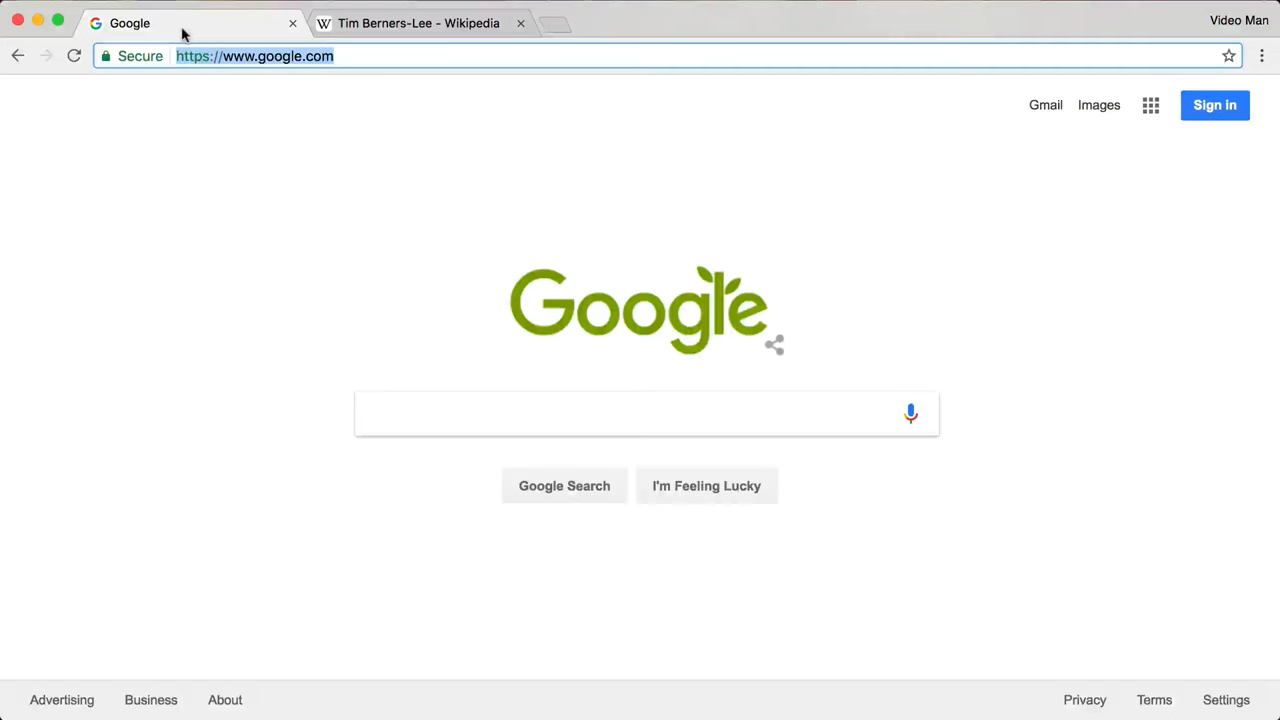 Google
Tim Berners-Lee - Wikipedia
Video Man
Secure
https://www.google.com
Gmail
Images
Sign in
Google
Google Search
I'm Feeling Lucky
Advertising
Business
About
Privacy
Terms
Settings